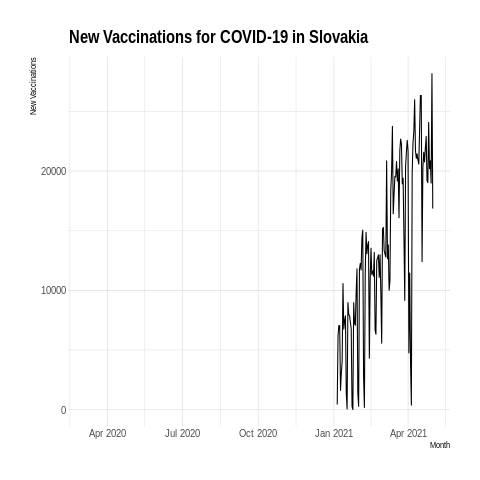 New Vaccinations for COVID-19 in Slovakia
New Vaccinations
20000
10000
0
Apr 2020 Jul 2020 Oct 2020 Jan 2021 Apr 2021
Month